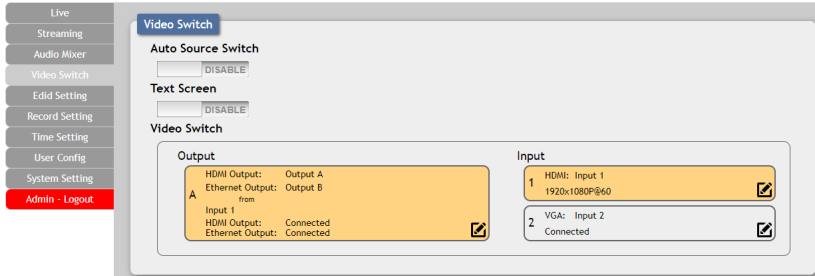 Live
Streaming
Audio Mixer
Video Switch
Edid Setting
Record Setting
Time Setting
User Config
System Setting
Admin - Logout
Video Switch
Auto Source Switch
DISABLE
Text Screen
DISABLE
Video Switch
Output
A
HDMI Output: Output A
Ethernet Output: Output B
from
Input 1
HDMI Output: Connected
Ethernet Output: Connected
Input
1
HDMI: Input 1
1920x1080P@60
2
VGA: Input 2
Connected